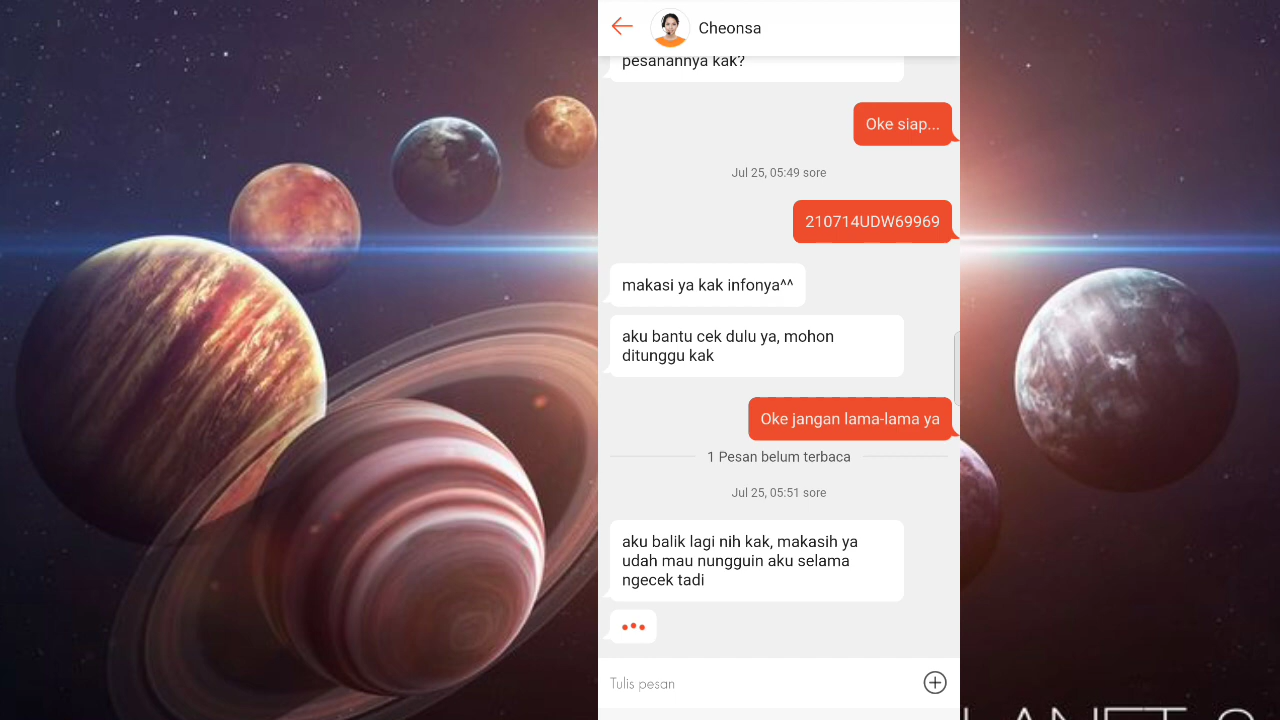 Cheonsa
pesanannya kak?
Oke siap...
Jul 25, 05:49 sore
210714UDW69969
makasi ya kak infonya^^
aku bantu cek dulu ya, mohon
ditunggu kak
Oke jangan lama-lama ya
1 Pesan belum terbaca
Jul 25, 05:51 sore
aku balik lagi nih kak, makasih ya
udah mau nungguin aku selama
ngecek tadi
Tulis pesan